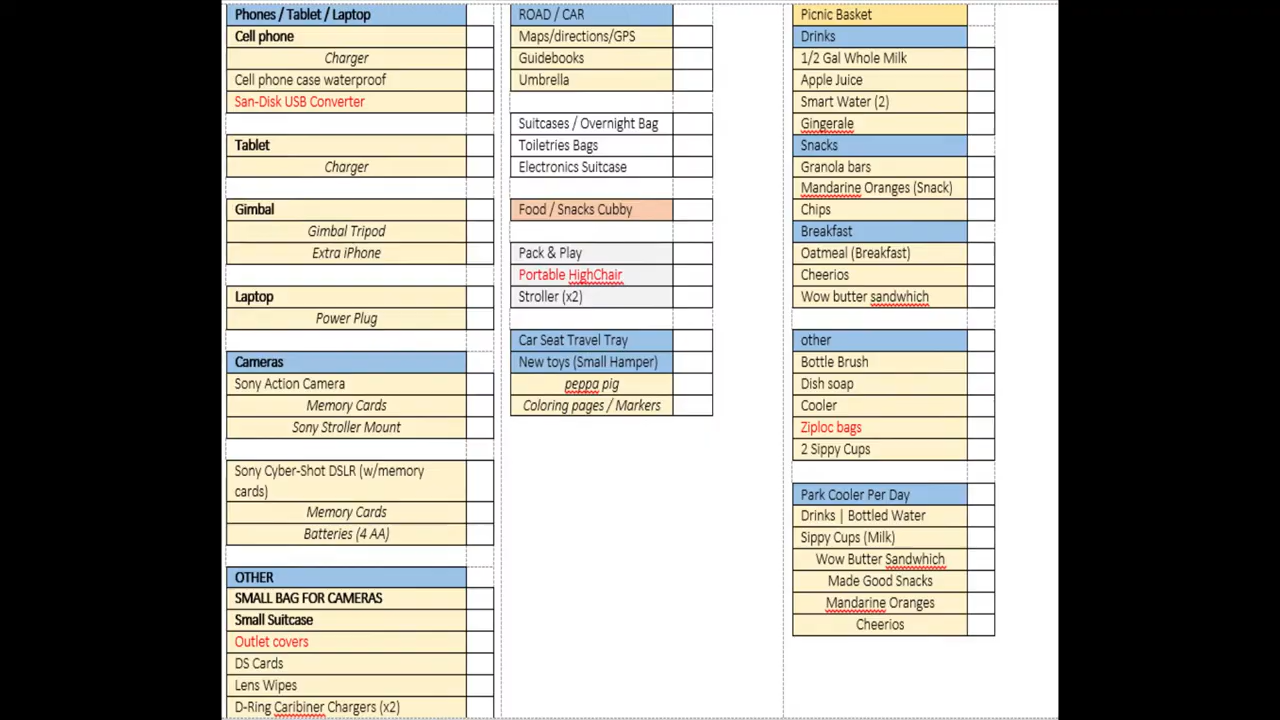 Phones / Tablet / Laptop
Cell phone
Charger
Cell phone case waterproof
San-Disk USB Converter
Tablet
Charger
Gimbal
Gimbal Tripod
Extra iPhone
Laptop
Power Plug
Cameras
Sony Action Camera
Memory Cards
Sony Stroller Mount
Sony Cyber-Shot DSLR (w/memory
cards)
Memory Cards
Batteries (4 AA)
OTHER
SMALL BAG FOR CAMERAS
Small Suitcase
Outlet covers
DS Cards
Lens Wipes
D-Ring Caribiner Chargers (x2)
ROAD / CAR
Maps/directions/GPS
Guidebooks
Umbrella
Suitcases / Overnight Bag
Toiletries Bags
Electronics Suitcase
Food / Snacks Cubby
Pack & Play
Portable HighChair
Stroller (x2)
Car Seat Travel Tray
New toys (Small Hamper)
peppa pig
Coloring pages / Markers
Picnic Basket
Drinks
1/2 Gal Whole Milk
Apple Juice
Smart Water (2)
Gingerale
Snacks
Granola bars
Mandarine Oranges (Snack)
Chips
Breakfast
Oatmeal (Breakfast)
Cheerios
Wow butter sandwhich
other
Bottle Brush
Dish soap
Cooler
Ziploc bags
2 Sippy Cups
Park Cooler Per Day
Drinks | Bottled Water
Sippy Cups (Milk)
Wow Butter Sandwhich
Made Good Snacks
Mandarine Oranges
Cheerios